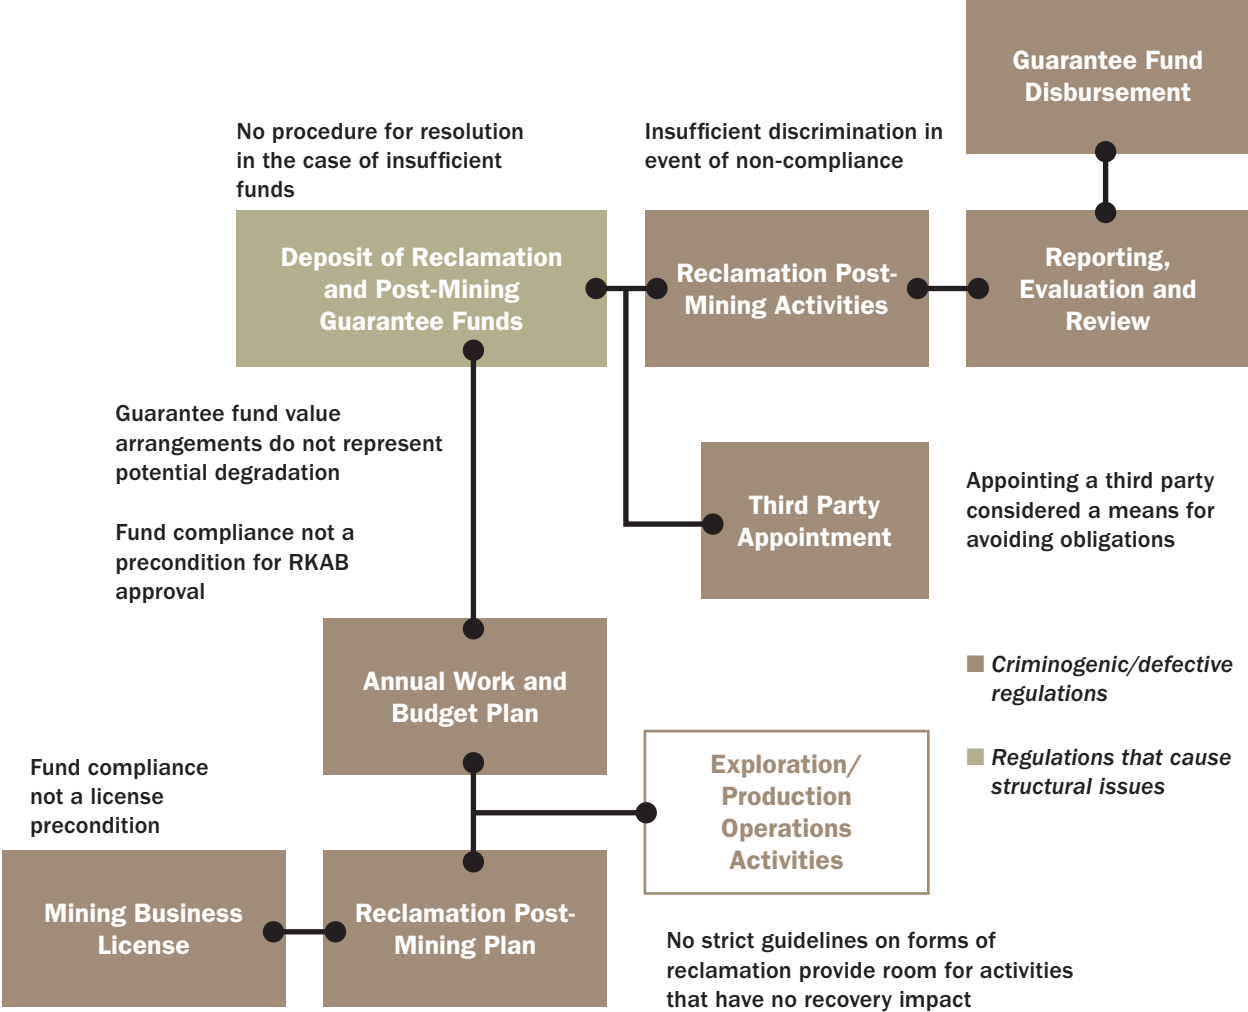 Guarantee Fund
Disbursement
No procedure for resolution
in the case of insufficient
funds
Insufficient discrimination in
event of non-compliance
Deposit of Reclamation
and Post-Mining
Guarantee Funds
Reclamation Post-
Mining Activities
Reporting,
Evaluation and
Review
Guarantee fund value
arrangements do not represent
potential degradation
Fund compliance not a
precondition for RKAB
approval
Third Party
Appointment
Appointing a third party
considered a means for
avoiding obligations
Annual Work and
Budget Plan
Criminogenic/defective
regulations
Regulations that cause
structural issues
Exploration/
Production
Operations
Activities
Fund compliance
not a license
precondition
Mining Business
License
Reclamation Post-
Mining Plan
No strict guidelines on forms of
reclamation provide room for activities
that have no recovery impact